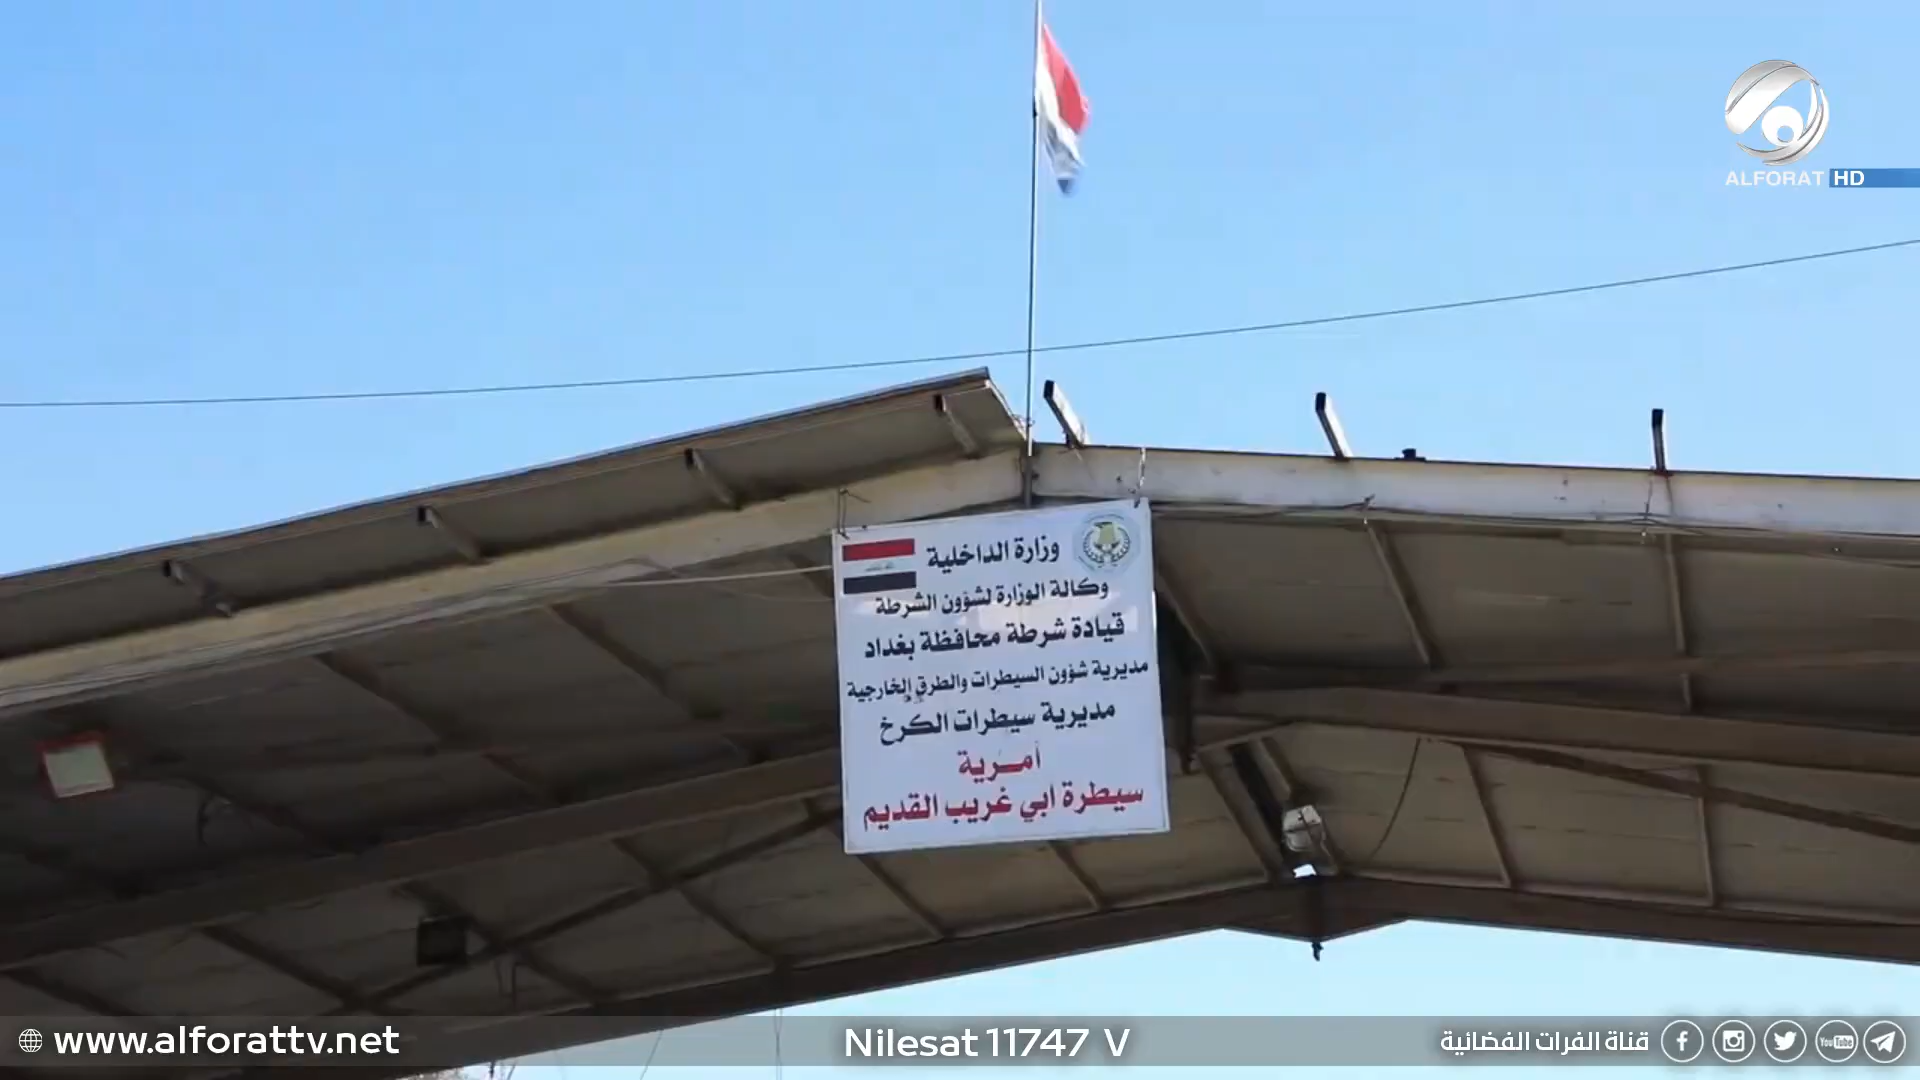 ALFORAT HD
وزارة الداخلية
وكالة الوزارة لشؤون الشرطة
قيادة شرطة محافظة بغداد
مديرية شؤون السيطرات والطرق الخارجية
مديرية سيطرات الكرخ
أمرية
سيطرة ابي غريب القديم
www.alforattv.net
Nilesat 11747 V
قناة الفرات الفضائية